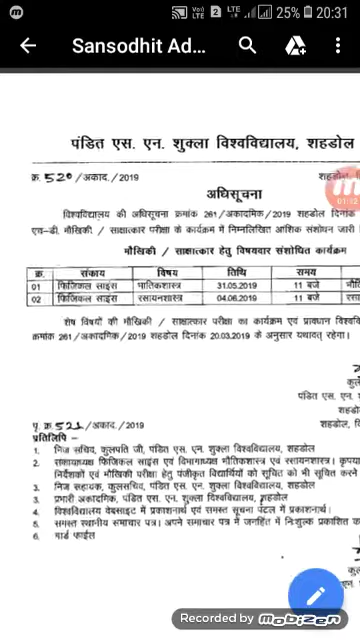 20:31
25%
Sansodhit Ad...
पंडित एस. एन. शुक्ला विश्वविद्यालय, शहडोल
क्र. 520 /अकाद. /2019
अधिसूचना
विश्वविद्यालय की अधिसूचना क्रमांक 261/अकादमिक/2019 शहडोल दिनांक
एच-डी. मौखिकी / साक्षात्कार परीक्षा के कार्यक्रम में निम्नलिखित आंशिक संशोधन जारी
मौखिकी / साक्षात्कार हेतु विषयवार संशोधित कार्यक्रम
क्र. संकाय विषय तिथि समय
01 फिजिकल साइंस भौतिकशास्त्र 31.05.2019 11 बजे
02 फिजिकल साइंस रसायनशास्त्र 04.06.2019 11 बजे
शेष विषयों की मौखिकी / साक्षात्कार परीक्षा का कार्यक्रम एवं प्रावधान
क्रमांक 261/अकादमिक/2019 शहडोल दिनांक 20.03.2019 के अनुसार यथावत् रहेगा।
पंडित एस. एन.
पृ. क्र. 521 /अकाद. /2019
प्रतिलिपि –
1. निज सचिव, कुलपति जी, पंडित एस. एन. शुक्ला विश्वविद्यालय, शहडोल
2. संकायाध्यक्ष फिजिकल साइंस एवं विभागाध्यक्ष भौतिकशास्त्र एवं रसायनशास्त्र। कृपया
निर्देशकों एवं मौखिकी परीक्षा हेतु पंजीकृत विद्यार्थियों को सूचित को भी सूचित करने
3. निज सहायक, कुलसचिव, पंडित एस. एन. शुक्ला विश्वविद्यालय, शहडोल
3. प्रभारी अकादमिक, पंडित एस. एन. शुक्ला विश्वविद्यालय, शहडोल
4. विश्वविद्यालय वेबसाइट में प्रकाशनार्थ एवं समस्त सूचना पटल में प्रकाशनार्थ।
5. समस्त स्थानीय समाचार पत्र। अपने समाचार पत्र में जनहित में निःशुल्क प्रकाशित
6. गार्ड फाईल
Recorded by MOBIZEN